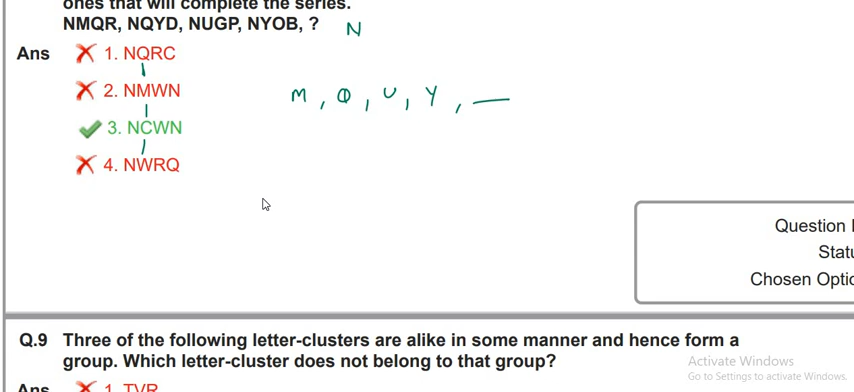 ones that will complete the series.
NMQR, NQYD, NUGP, NYOB, ?
N
Ans 1. NQRC
2. NMWN
M, Q, U, Y, __
3. NCWN
4. NWRQ
Question
Statu
Chosen Optio
Q.9 Three of the following letter-clusters are alike in some manner and hence form a
group. Which letter-cluster does not belong to that group?
Activate Windows
Go to Settings to activate Windows.
Ans 1. TVR